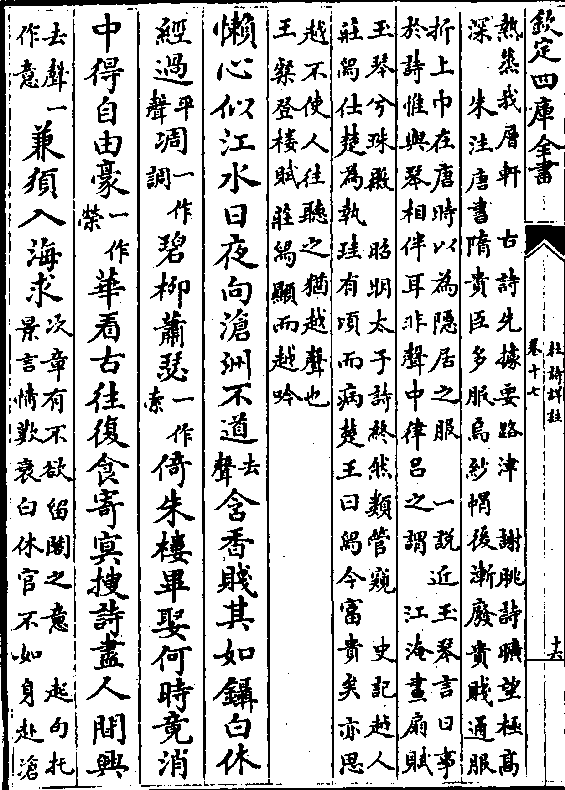 欽定四庫全書
杜詩詳註
卷十七
十六
熱蒸我層軒 古詩先據要路津 謝朓詩曠望極高
深 朱注唐書隋貴臣多服烏紗帽後漸廢貴賤通服
折上巾在唐時以為隱居之服 一説近玉琴言日事
於詩惟與琴相伴耳非聲中律呂之謂 江淹畫扇賦
玉琴兮珠殿 昭明太子詩終然類管窺 史記越人
莊舄仕楚為執珪有頃而病楚王曰舄今富貴矣亦思
越不使人往聽之猶越聲也
王粲登樓賦莊舄顯而越吟
懶心似江水日夜向滄洲不道去聲含香賤其如鑷白休
經過平聲凋一作調碧柳蕭瑟一作索倚朱樓畢娶何時竟消
中得自由豪一作榮華看古往復食寄冥搜詩盡人間興
去聲一作意兼須入海求次章有不欲留閣之意 起句托
景言情歎衰白休官不如身赴滄